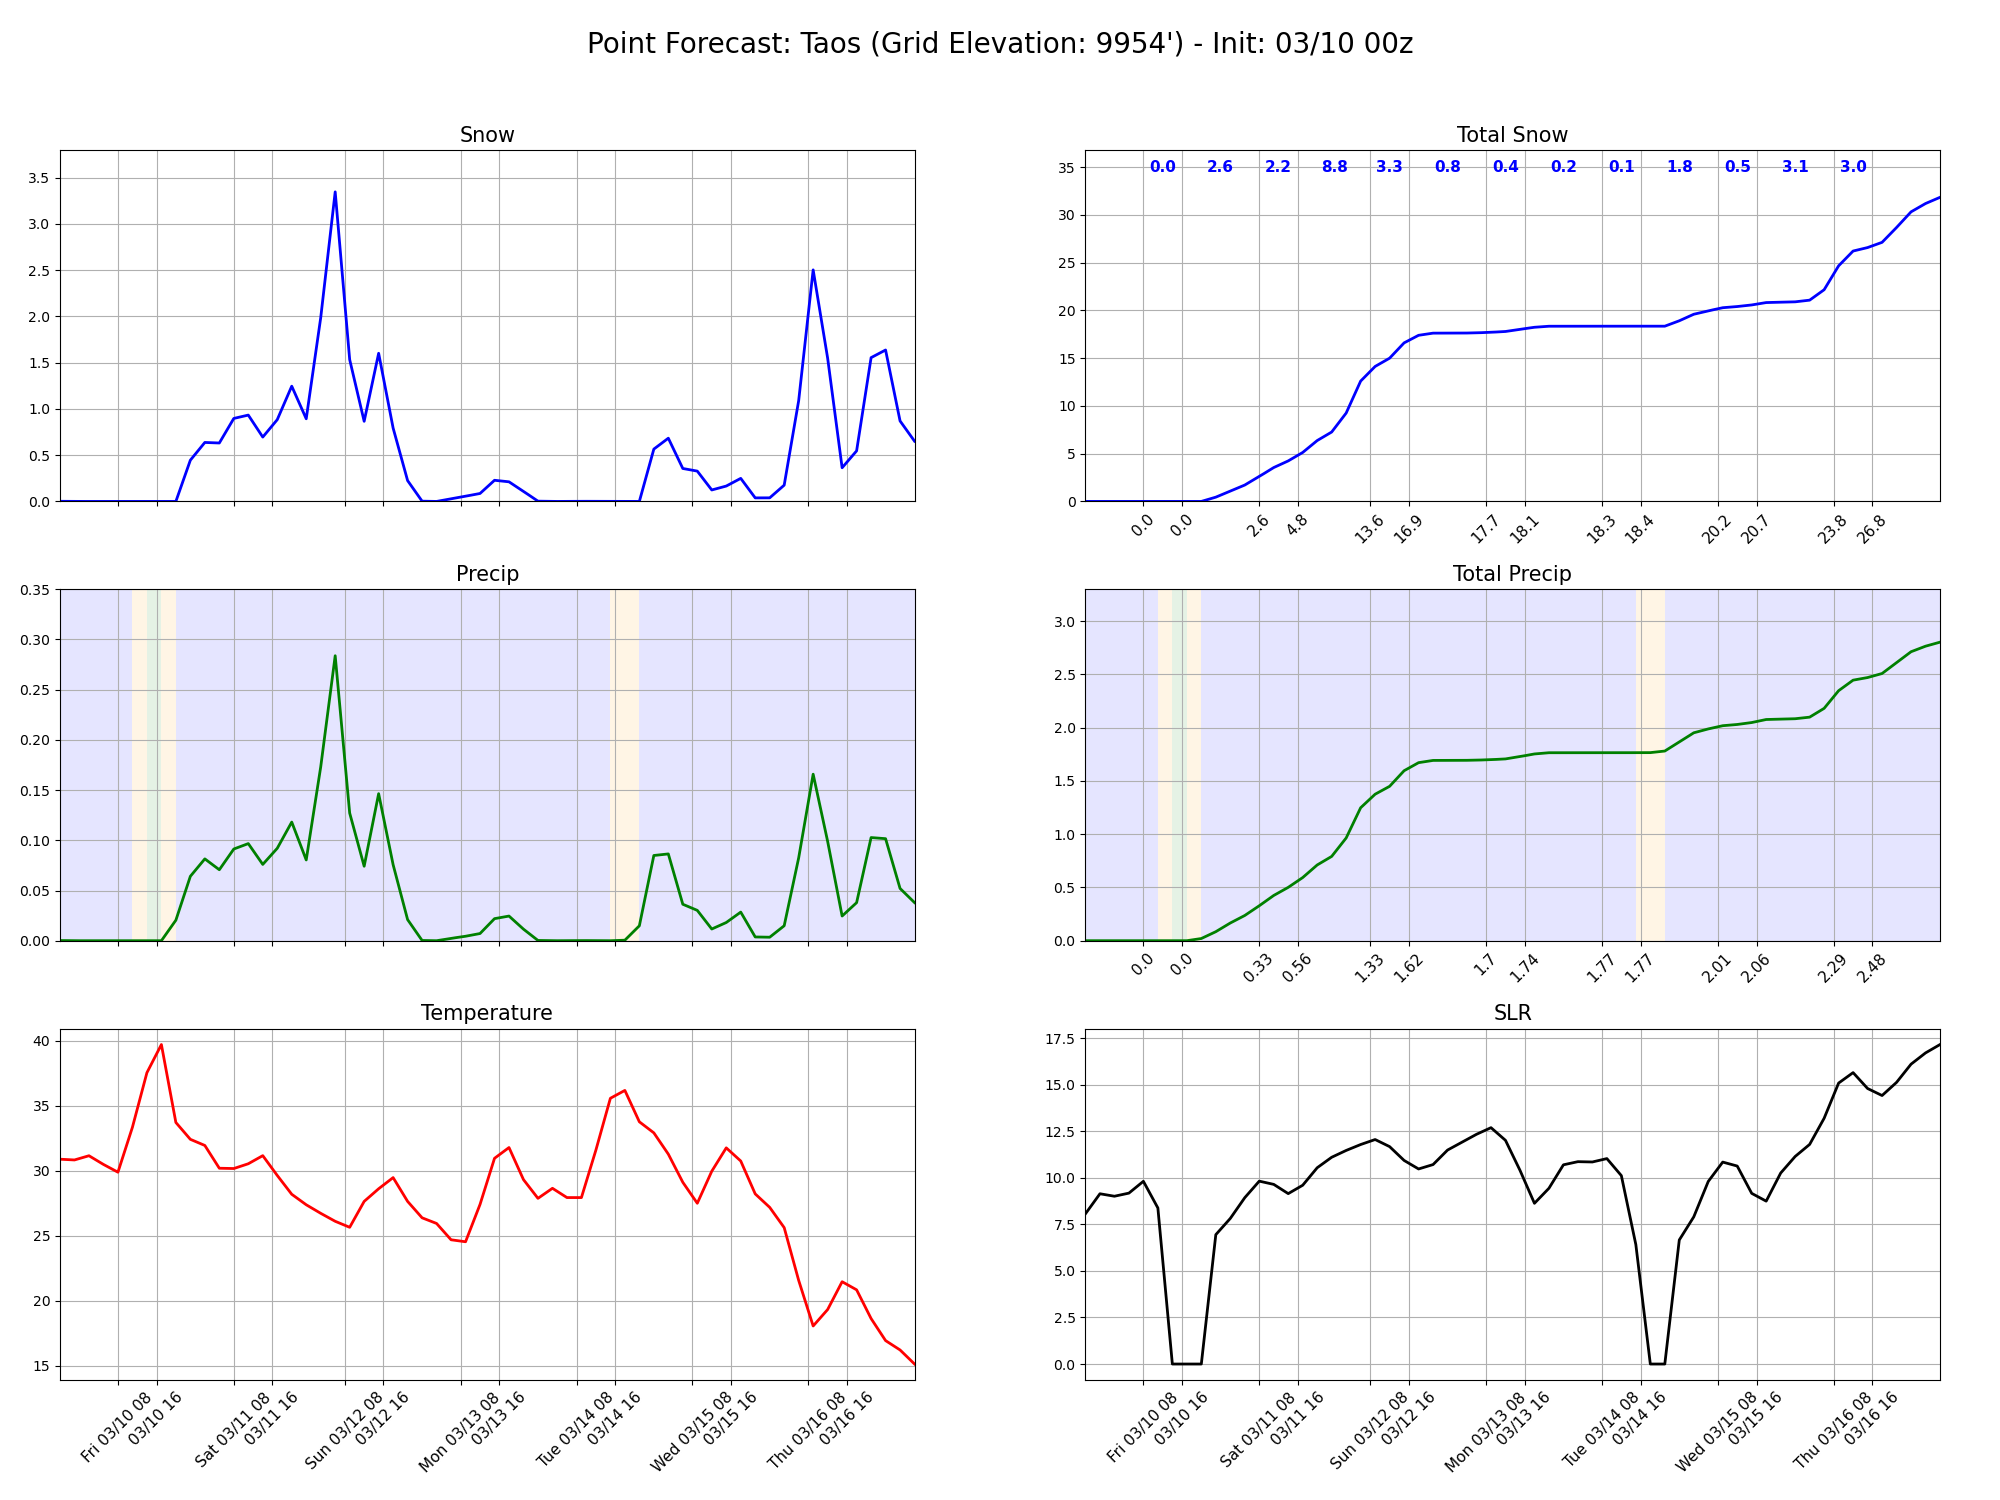 Point Forecast: Taos (Grid Elevation: 9954') - Init: 03/10 00z
Snow
3.5
3.0
2.5
2.0
1.5
1.0
0.5
0.0
Total Snow
0.0 2.6 2.2 8.8 3.3 0.8 0.4 0.2 0.1 1.8 0.5 3.1 3.0
35
30
25
20
15
10
5
0
0.0 0.0 2.6 4.8 13.6 16.9 17.7 18.1 18.3 18.4 20.2 20.7 23.8 26.8
Precip
0.35
0.30
0.25
0.20
0.15
0.10
0.05
0.00
Total Precip
3.0
2.5
2.0
1.5
1.0
0.5
0.0
0.0 0.0 0.33 0.56 1.33 1.62 1.7 1.74 1.77 1.77 2.01 2.06 2.29 2.48
Temperature
40
35
30
25
20
15
Fri 03/10 08
03/10 16
Sat 03/11 08
03/11 16
Sun 03/12 08
03/12 16
Mon 03/13 08
03/13 16
Tue 03/14 08
03/14 16
Wed 03/15 08
03/15 16
Thu 03/16 08
03/16 16
SLR
17.5
15.0
12.5
10.0
7.5
5.0
2.5
0.0
Fri 03/10 08
03/10 16
Sat 03/11 08
03/11 16
Sun 03/12 08
03/12 16
Mon 03/13 08
03/13 16
Tue 03/14 08
03/14 16
Wed 03/15 08
03/15 16
Thu 03/16 08
03/16 16